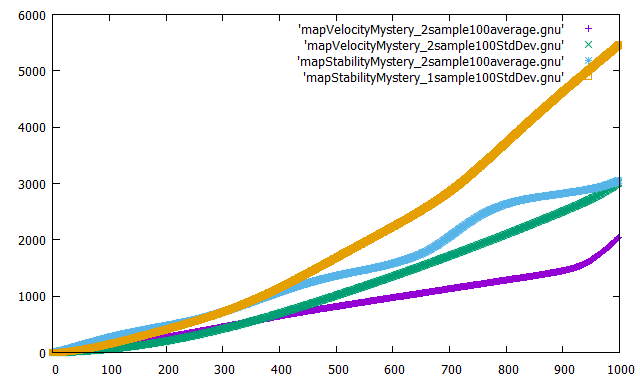 'mapVelocityMystery_2sample100average.gnu'
'mapVelocityMystery_2sample100StdDev.gnu'
'mapStabilityMystery_2sample100average.gnu'
'mapStabilityMystery_1sample100StdDev.gnu'
6000
5000
4000
3000
2000
1000
0
0 100 200 300 400 500 600 700 800 900 1000